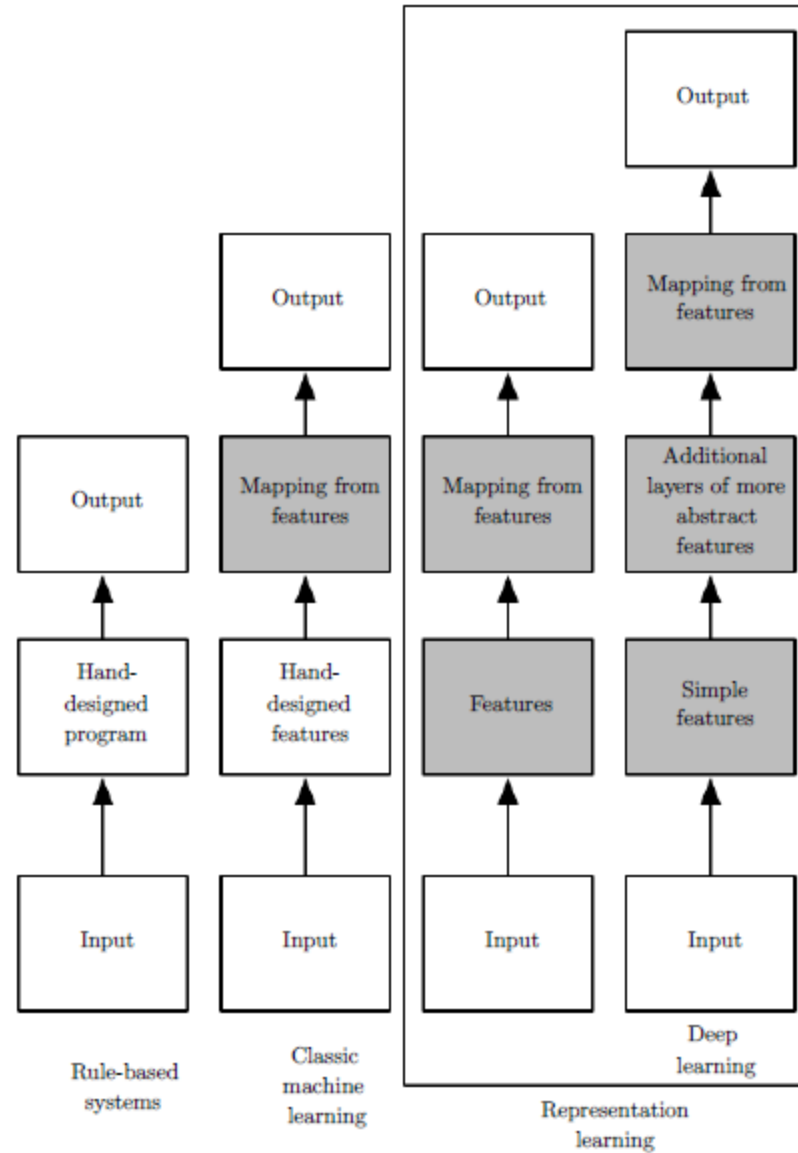 Output
Mapping from
features
Additional
layers of more
abstract
features
Simple
features
Input
Deep
learning
Output
Mapping from
features
Features
Input
Representation
learning
Output
Mapping from
features
Hand-
designed
features
Input
Classic
machine
learning
Output
Hand-
designed
program
Input
Rule-based
systems